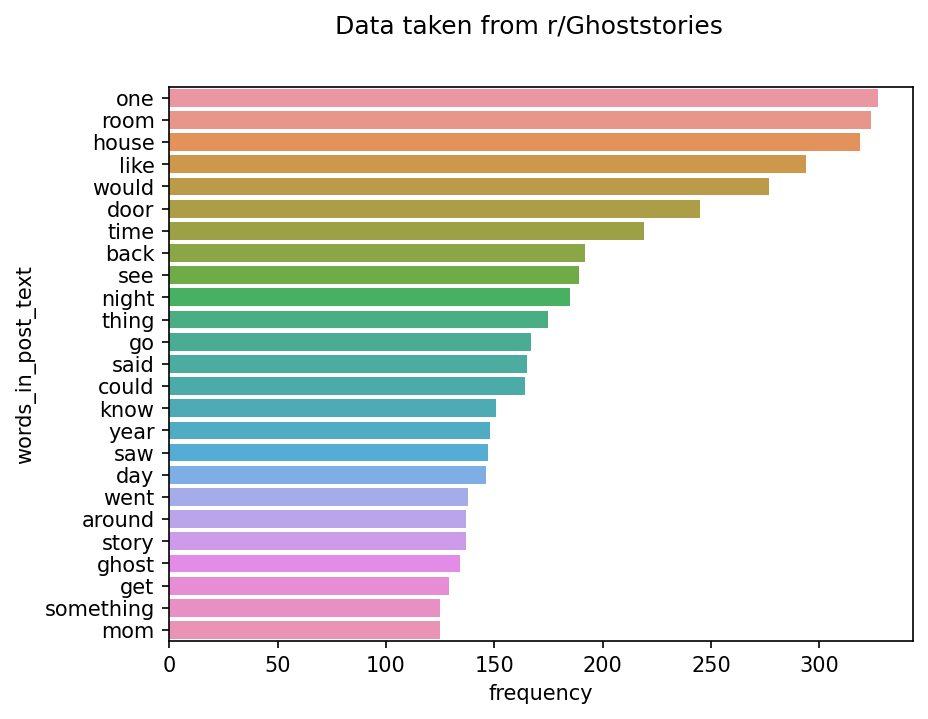 Data taken from r/Ghoststories
words_in_post_text
one
room
house
like
would
door
time
back
see
night
thing
go
said
could
know
year
saw
day
went
around
story
ghost
get
something
mom
0 50 100 150 200 250 300
frequency